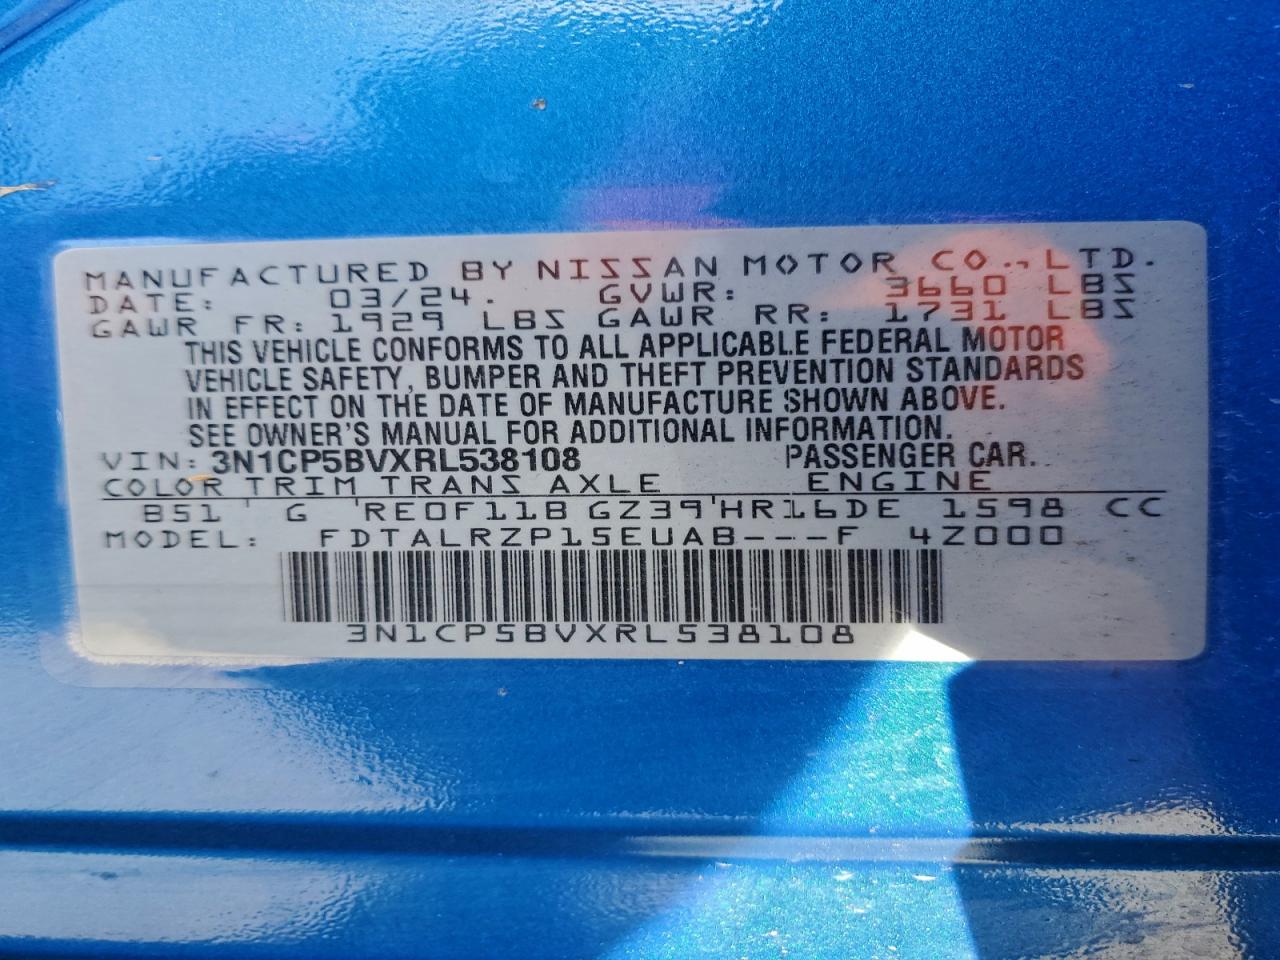 MANUFACTURED BY NISSAN MOTOR CO., LTD.
DATE: 03/24. GVWR: 3660 LBS
GAWR FR: 1929 LBS GAWR RR: 1731 LBS
THIS VEHICLE CONFORMS TO ALL APPLICABLE FEDERAL MOTOR
VEHICLE SAFETY, BUMPER AND THEFT PREVENTION STANDARDS
IN EFFECT ON THE DATE OF MANUFACTURE SHOWN ABOVE.
SEE OWNER'S MANUAL FOR ADDITIONAL INFORMATION.
VIN: 3N1CP5BVXRL538108 PASSENGER CAR.
COLOR TRIM TRANS AXLE ENGINE
B51 ' G 'RE0F11B GZ39'HR16DE 1598 CC
MODEL: FDTALRZP15EUAB---F 4Z000
3N1CP5BVXRL538108